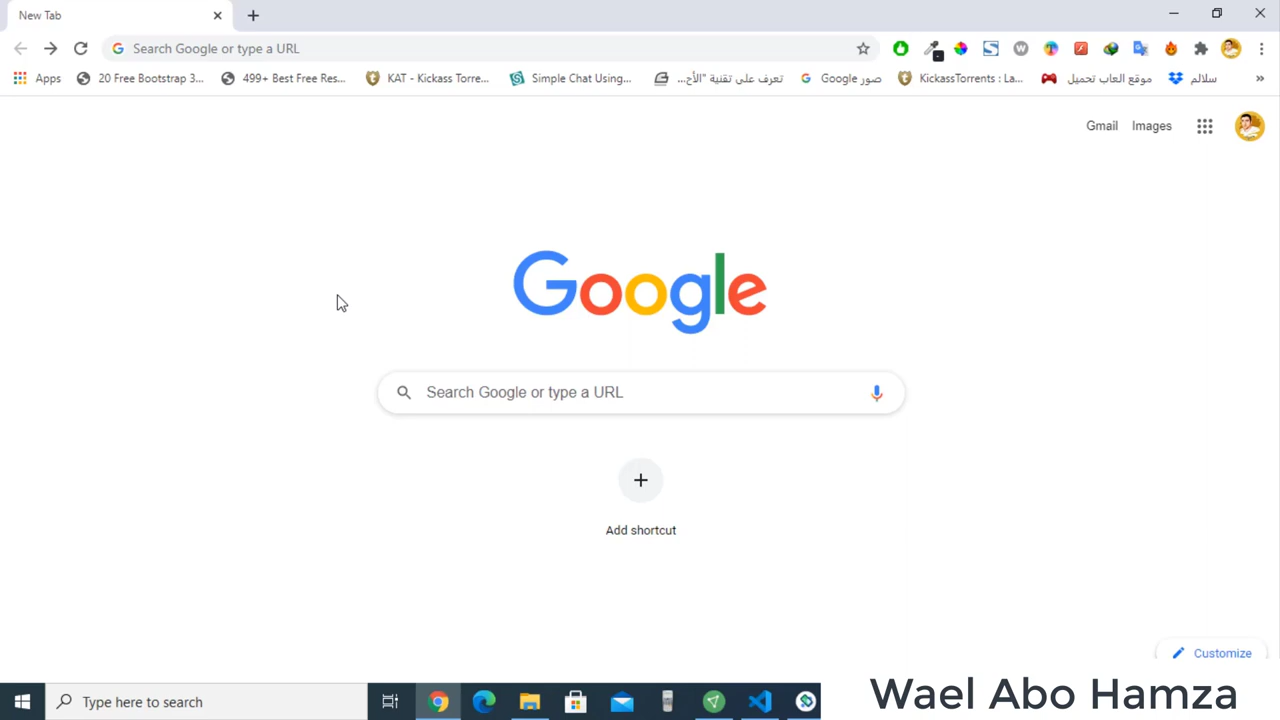 New Tab
Search Google or type a URL
Apps
20 Free Bootstrap 3...
499+ Best Free Res...
KAT - Kickass Torre...
Simple Chat Using...
تعرف على تقنية "الأح...
صور Google
KickassTorrents : La...
موقع العاب تحميل
سلالم
»
Gmail
Images
Google
Search Google or type a URL
Add shortcut
Customize
Type here to search
Wael Abo Hamza